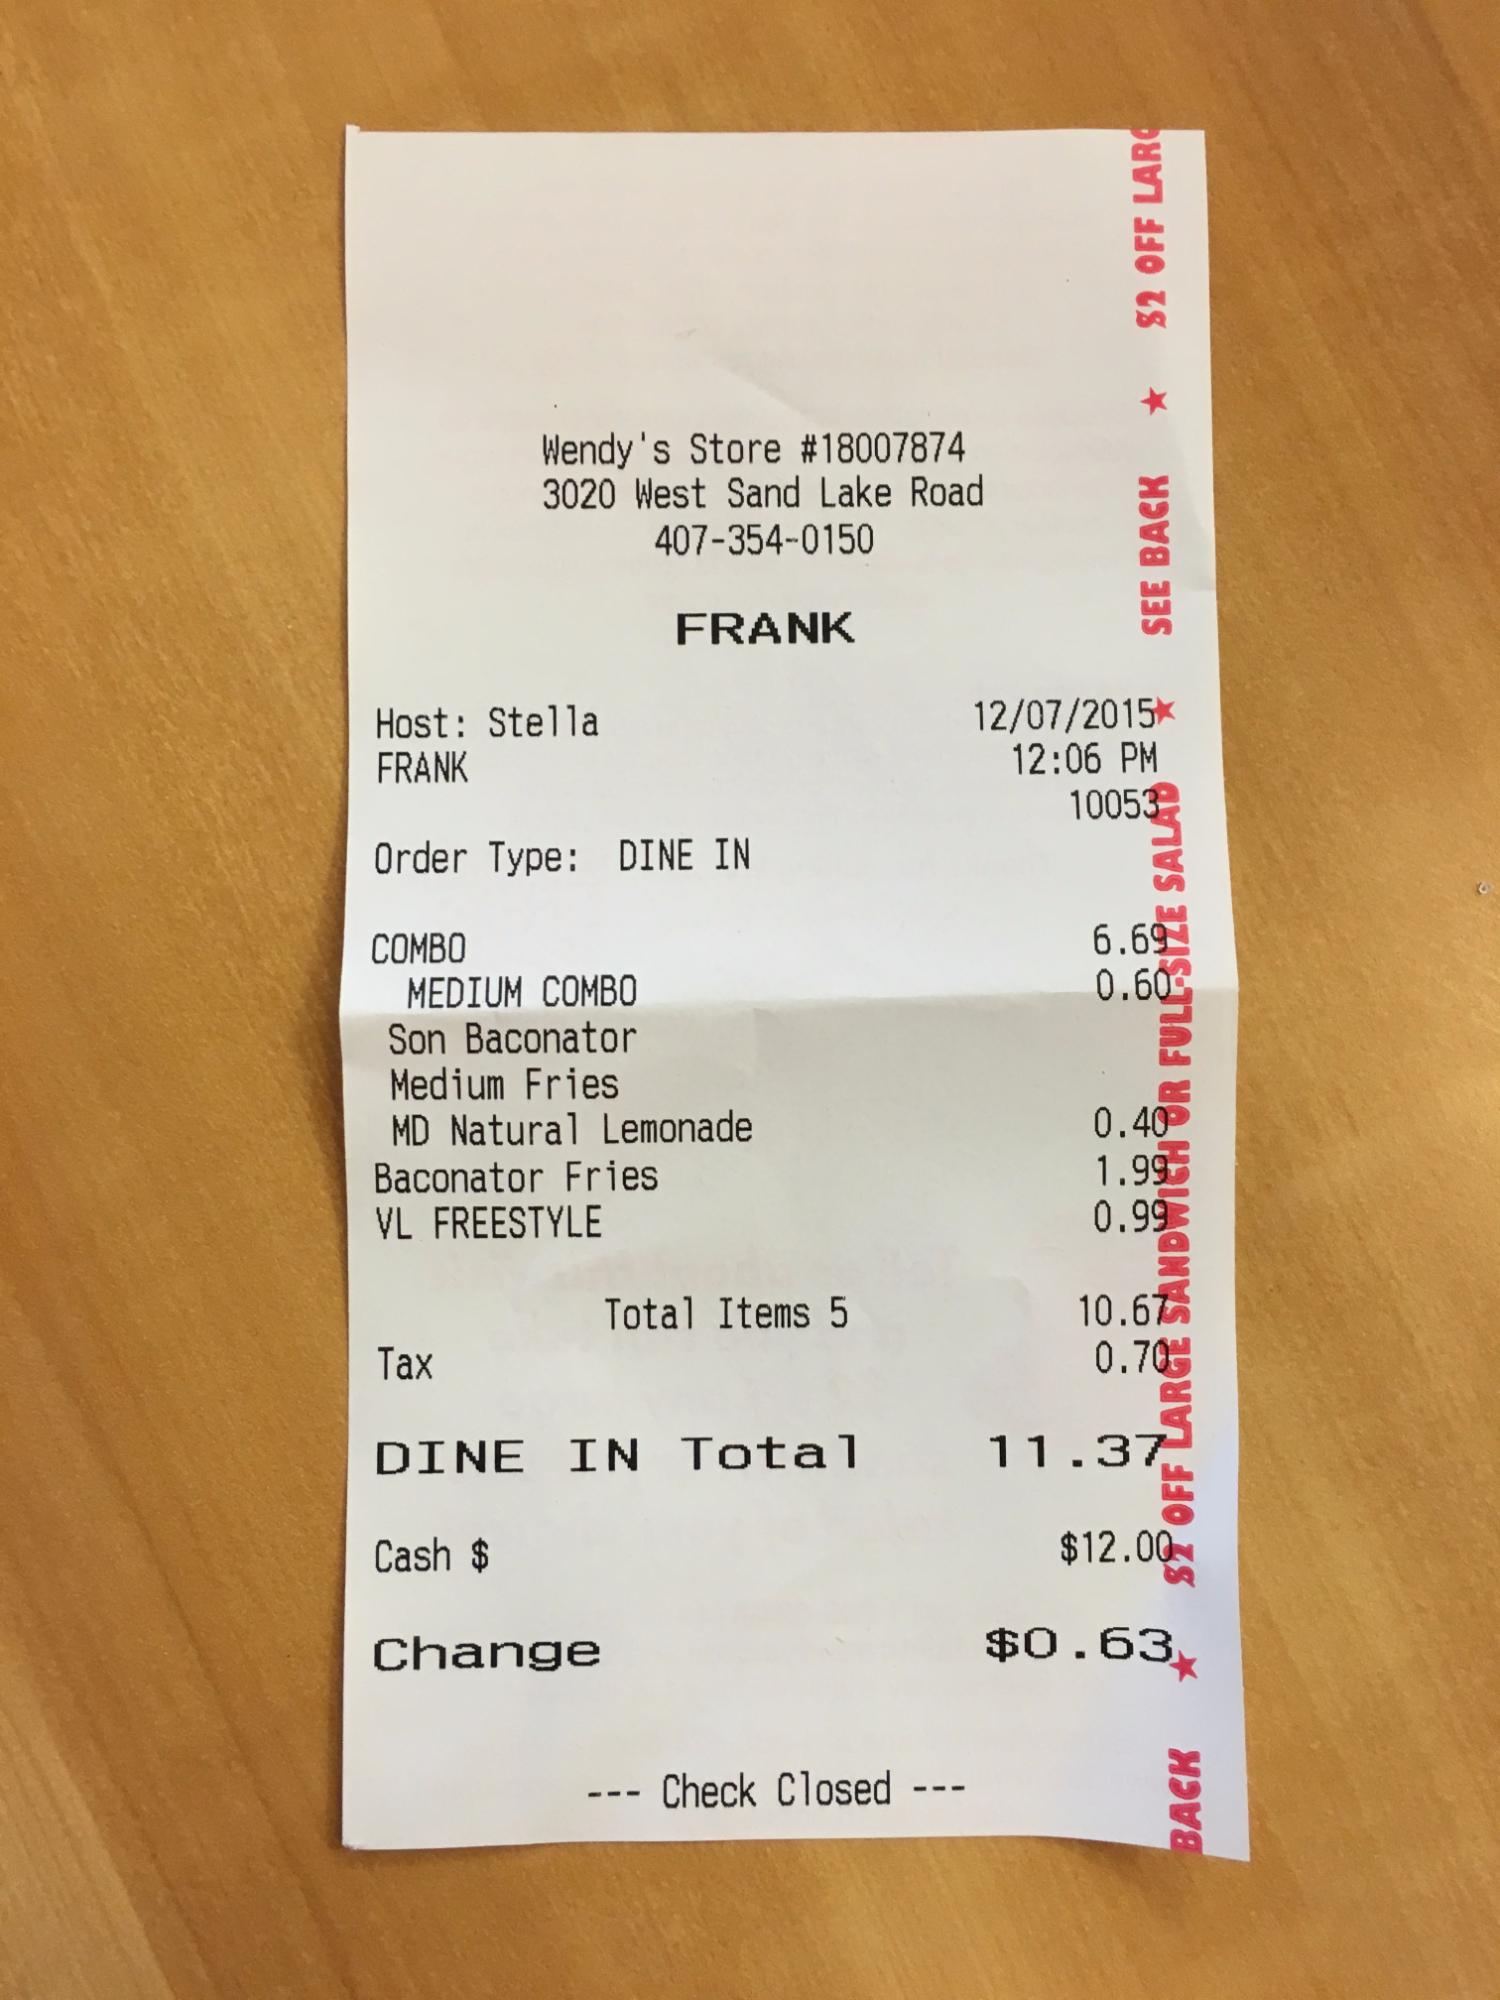 Wendy's Store #18007874
3020 West Sand Lake Road
407-354-0150
FRANK
Host: Stella 12/07/2015
FRANK 12:06 PM
10053
Order Type: DINE IN
COMBO 6.69
MEDIUM COMBO 0.60
Son Baconator
Medium Fries
MD Natural Lemonade 0.40
Baconator Fries 1.99
VL FREESTYLE 0.99
Total Items 5 10.67
Tax 0.70
DINE IN Total 11.37
Cash $ $12.00
Change $0.63
--- Check Closed ---
BACK ★ $2 OFF LARGE SANDWICH OR FULL-SIZE SALAD ★ SEE BACK ★ $2 OFF LARG